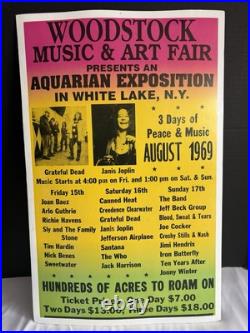 WOODSTOCK
MUSIC & ART FAIR
PRESENTS AN
AQUARIAN EXPOSITION
IN WHITE LAKE, N.Y.
3 Days of
Peace & Music
AUGUST 1969
Grateful Dead Janis Joplin
Music Starts at 4:00 pm on Fri. and 1:00 pm on Sat. & Sun.
Friday 15th Saturday 16th Sunday 17th
Joan Baez Canned Heat The Band
Arlo Guthrie Creedence Clearwater Jeff Beck Group
Richie Havens Grateful Dead Blood, Sweat & Tears
Sly and The Family Janis Joplin Joe Cocker
Stone Jefferson Airplane Crosby Stills & Nash
Tim Hardin Santana Jimi Hendrix
Nick Benes The Who Iron Butterfly
Sweetwater Jack Harrison Ten Years After
Jonny Winter
HUNDREDS OF ACRES TO ROAM ON
Ticket Day $7.00
Two Days $13.00, Days $18.00